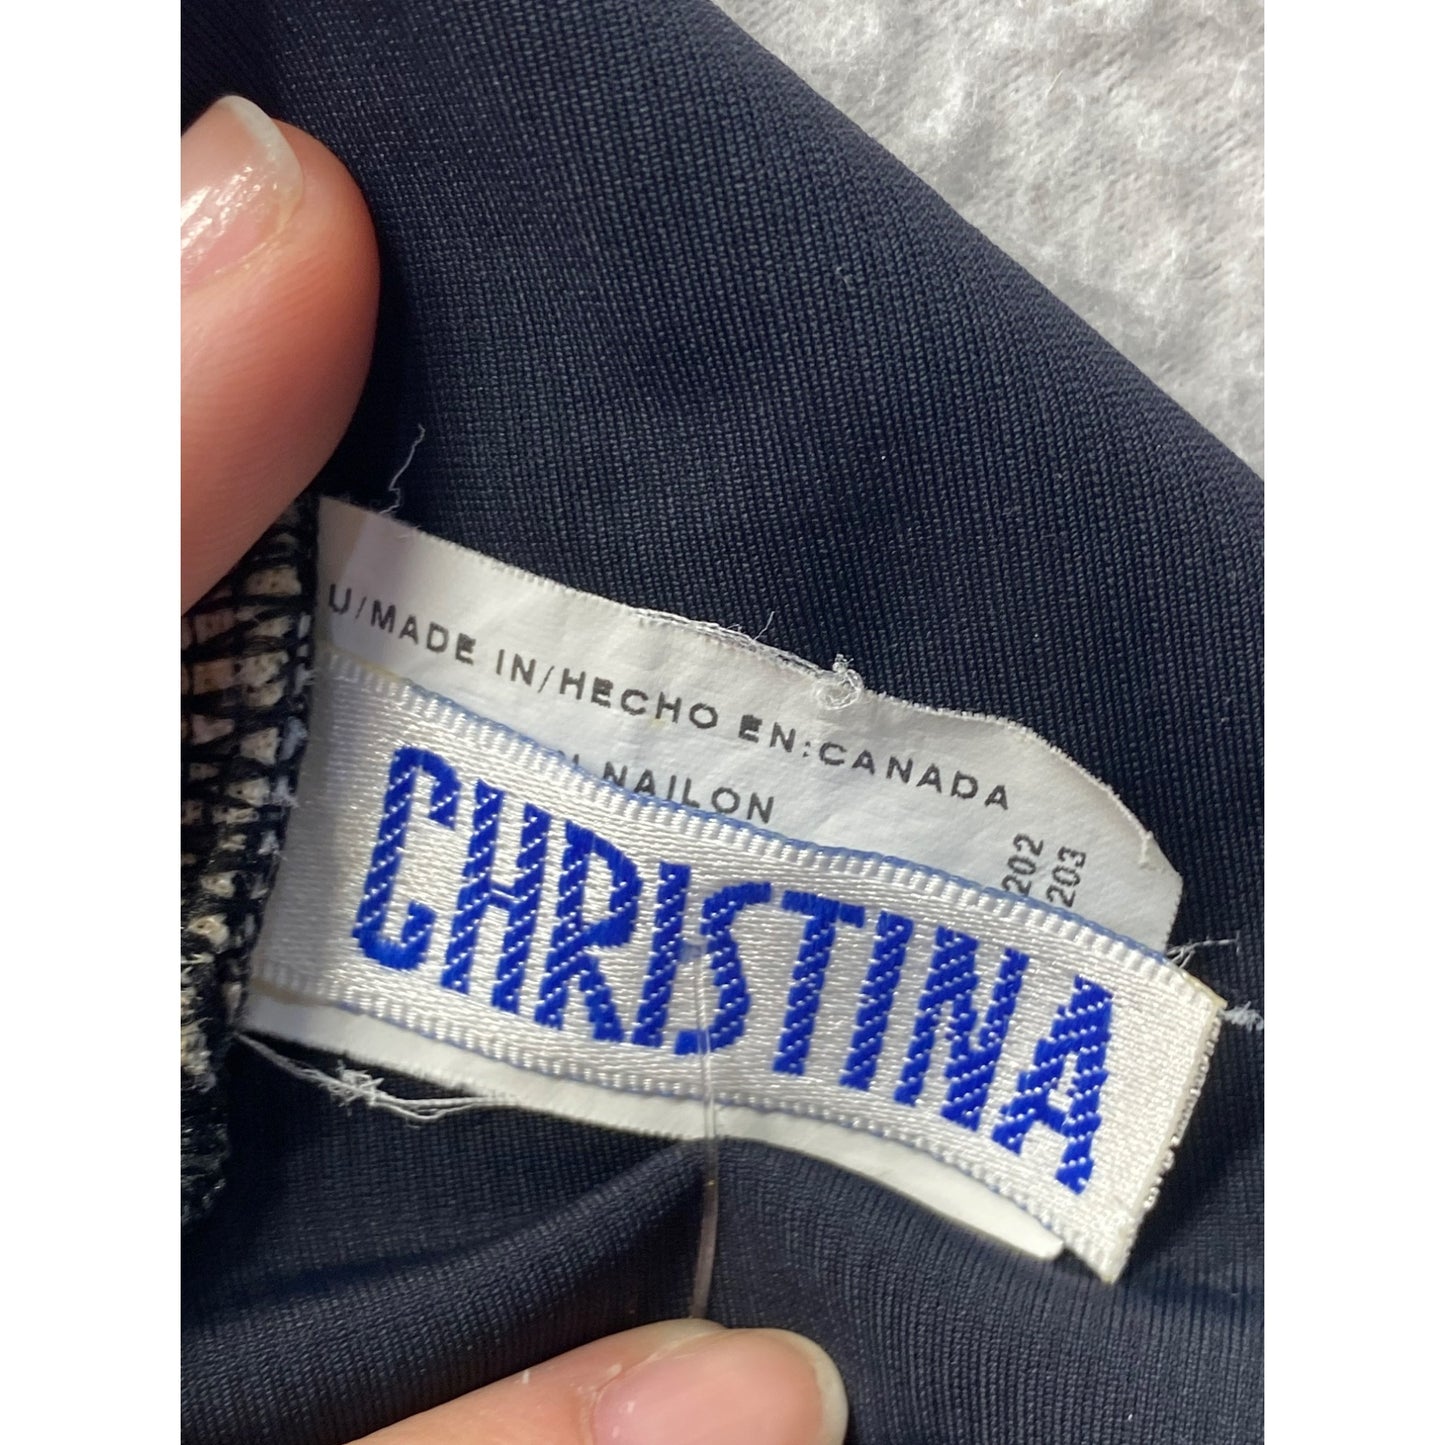 U/MADE IN/HECHO EN:CANADA
NAILON
202
203
CHRISTINA